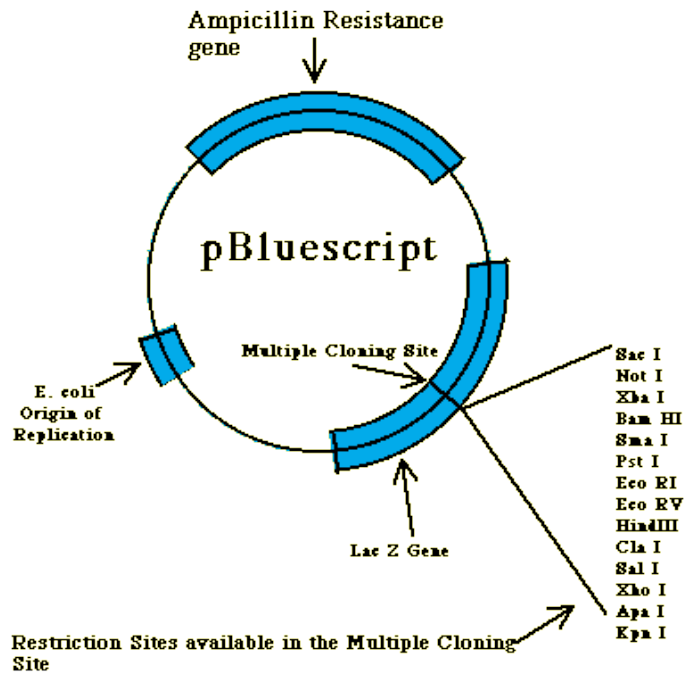 Ampicillin Resistance
gene
pBluescript
Multiple Cloning Site
E. coli
Origin of
Replication
Lac Z Gene
Sac I
Not I
Xba I
Bam HI
Sma I
Pst I
Eco RI
Eco RV
HindIII
Cla I
Sal I
Xho I
Apa I
Kpn I
Restriction Sites available in the Multiple Cloning
Site